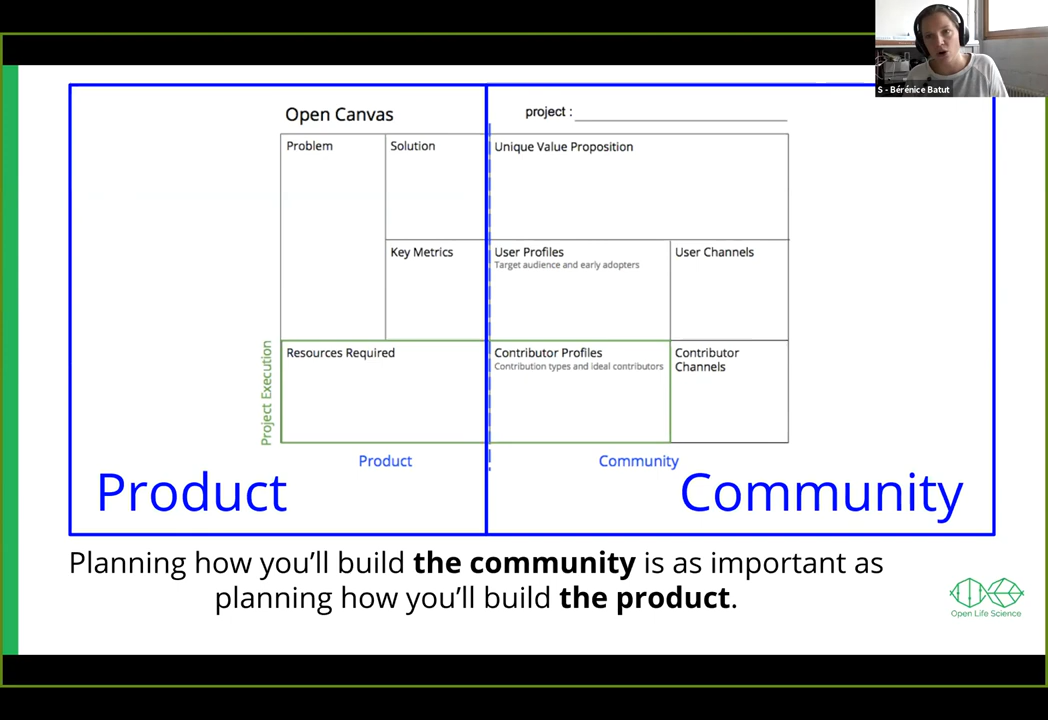 S - Bérénice Batut
Open Canvas
project :
Problem
Solution
Unique Value Proposition
Key Metrics
User Profiles
Target audience and early adopters
User Channels
Project Execution
Resources Required
Contributor Profiles
Contribution types and ideal contributors
Contributor
Channels
Product
Community
Product
Community
Planning how you’ll build the community is as important as
planning how you’ll build the product.
Open Life Science